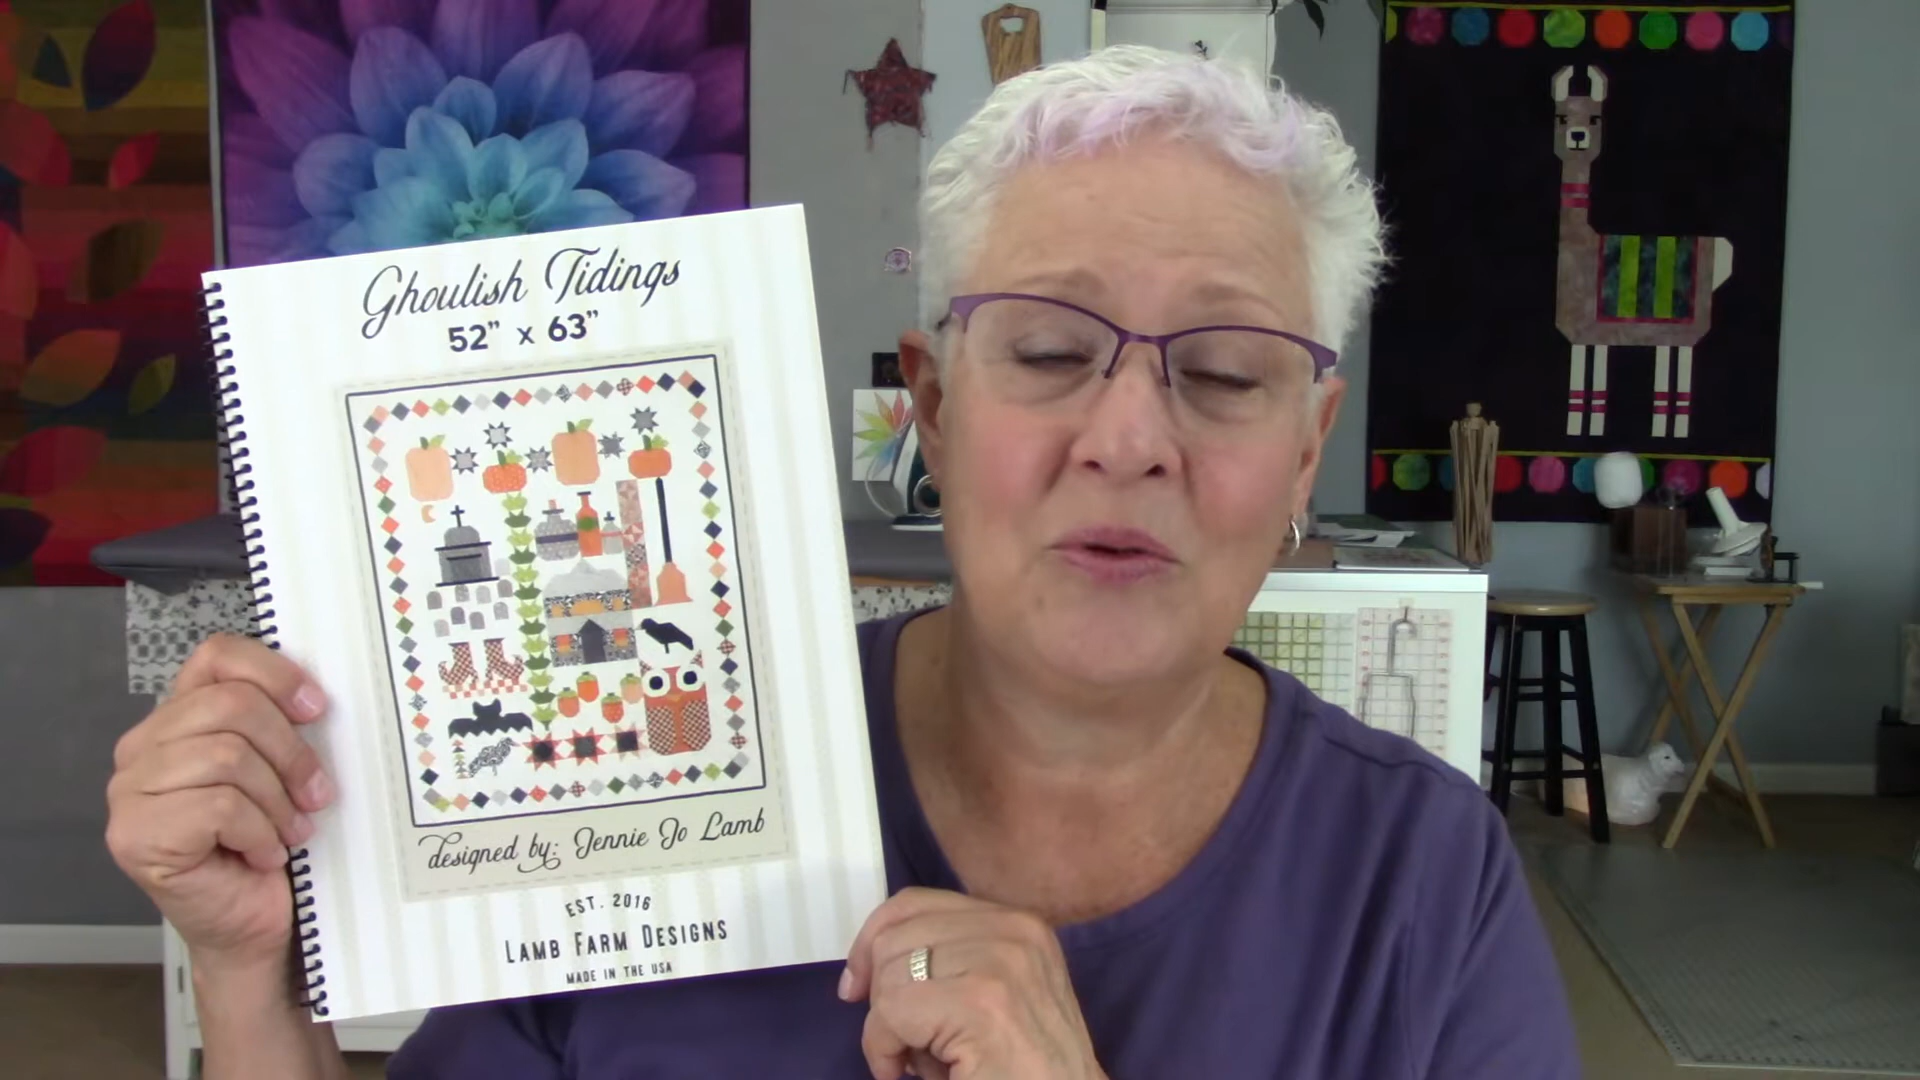 Ghoulish Tidings
52” x 63”
designed by: Jennie Jo Lamb
EST. 2016
LAMB FARM DESIGNS
MADE IN THE USA